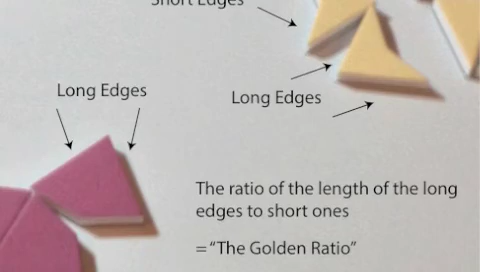 Short Edges
Long Edges
Long Edges
The ratio of the length of the long
edges to short ones
= “The Golden Ratio”